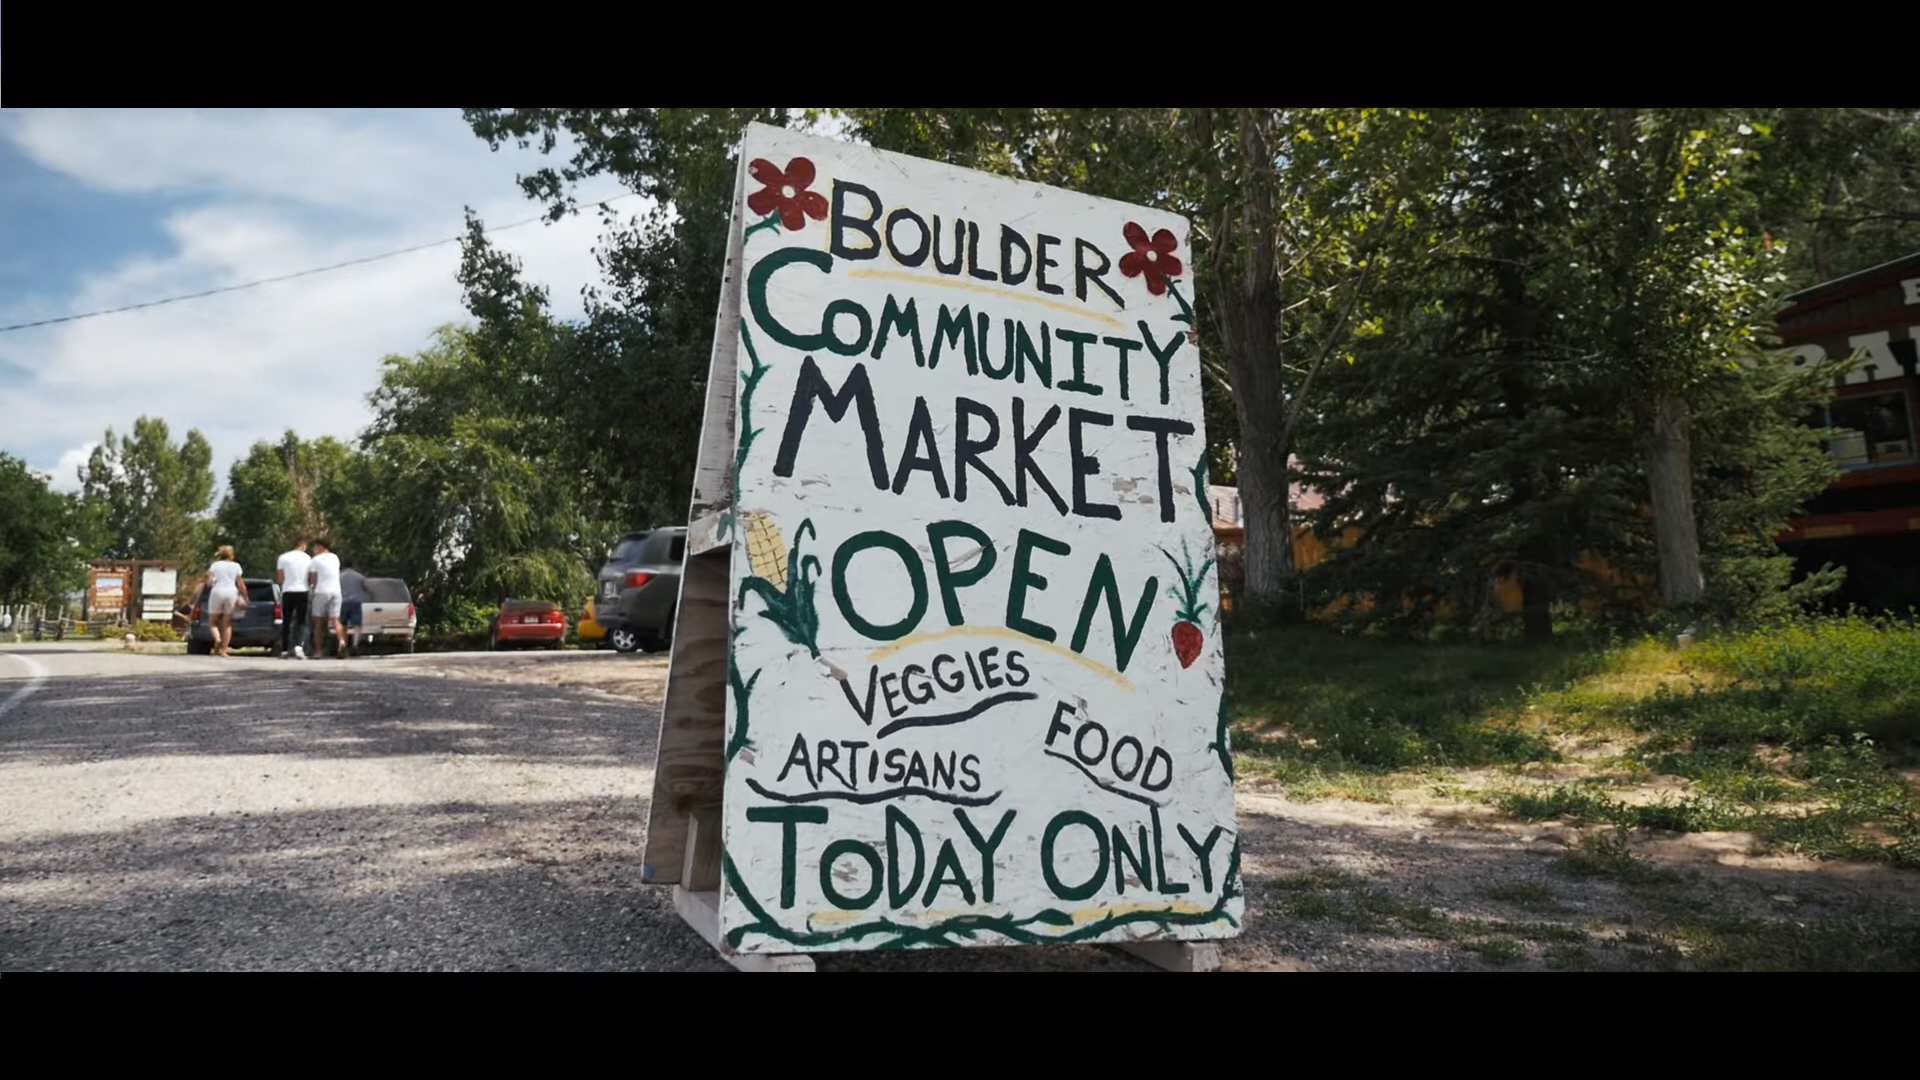 BOULDER
COMMUNITY
MARKET
OPEN
VEGGIES
FOOD
ARTISANS
TODAY ONLY